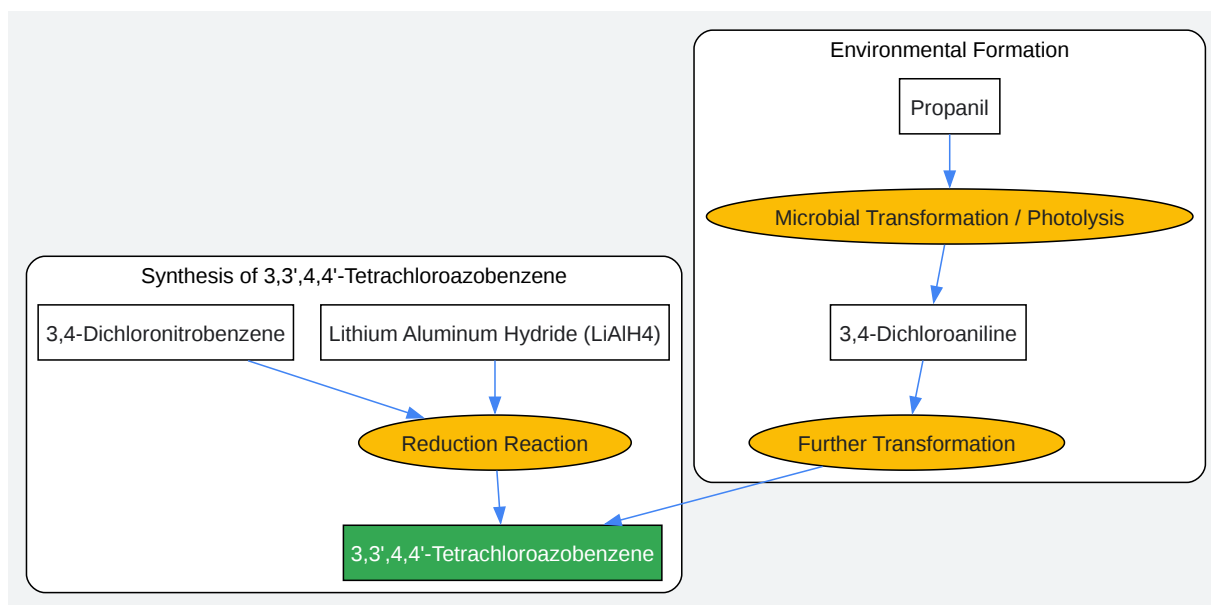 Environmental Formation
Propanil
Microbial Transformation / Photolysis
3,4-Dichloroaniline
Further Transformation
Synthesis of 3,3',4,4'-Tetrachloroazobenzene
3,4-Dichloronitrobenzene
Lithium Aluminum Hydride (LiAlH4)
Reduction Reaction
3,3',4,4'-Tetrachloroazobenzene